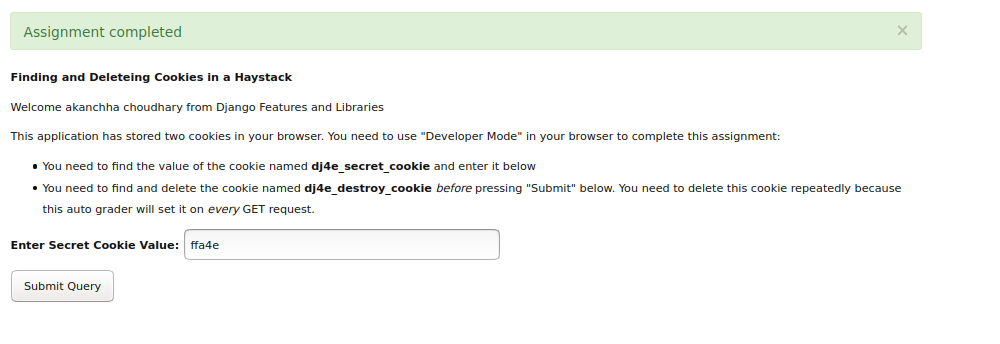 Assignment completed ×
Finding and Deleteing Cookies in a Haystack
Welcome akanchha choudhary from Django Features and Libraries
This application has stored two cookies in your browser. You need to use "Developer Mode" in your browser to complete this assignment:
• You need to find the value of the cookie named dj4e_secret_cookie and enter it below
• You need to find and delete the cookie named dj4e_destroy_cookie before pressing "Submit" below. You need to delete this cookie repeatedly because
this auto grader will set it on every GET request.
Enter Secret Cookie Value: ffa4e
Submit Query